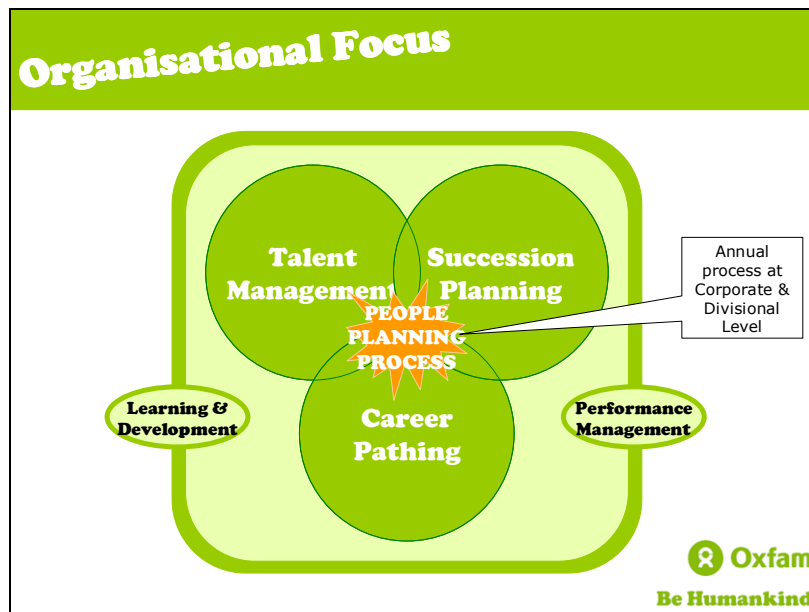 Organisational Focus
Talent
Management
Succession
Planning
PEOPLE
PLANNING
PROCESS
Annual
process at
Corporate &
Divisional
Level
Learning &
Development
Career
Pathing
Performance
Management
Oxfam
Be Humankind